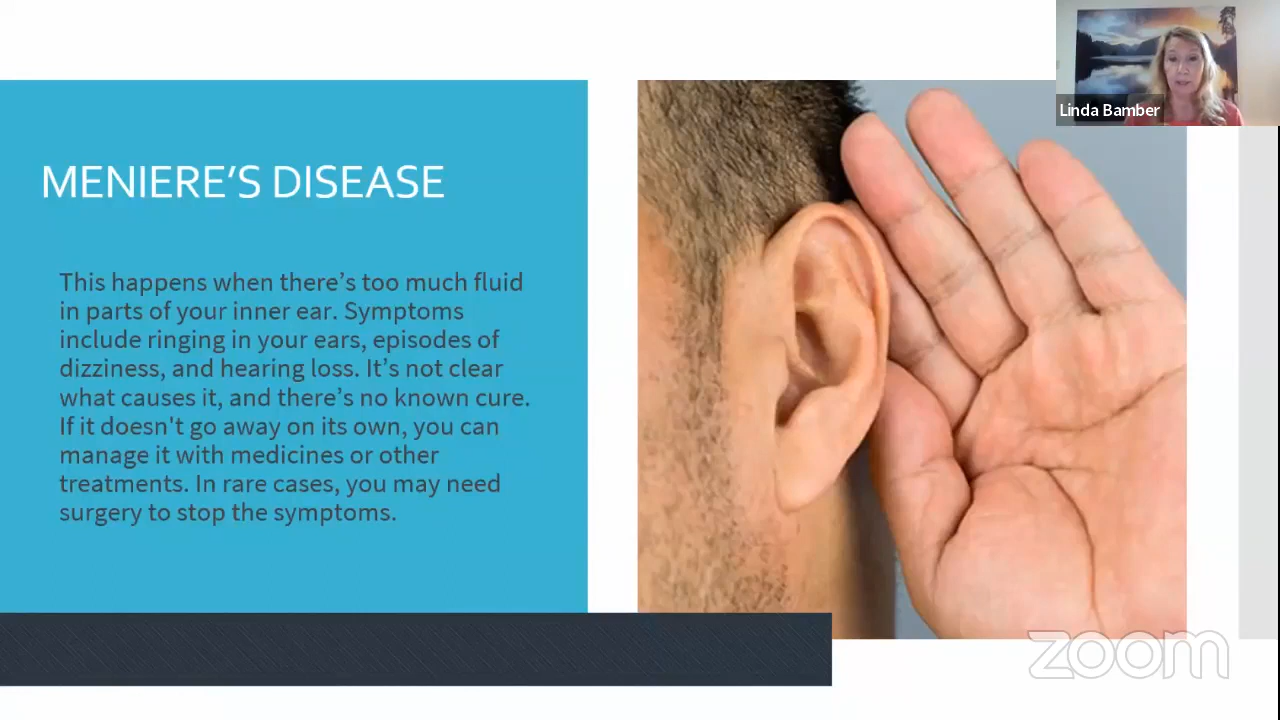 Linda Bamber
MENIERE’S DISEASE
This happens when there’s too much fluid
in parts of your inner ear. Symptoms
include ringing in your ears, episodes of
dizziness, and hearing loss. It’s not clear
what causes it, and there’s no known cure.
If it doesn't go away on its own, you can
manage it with medicines or other
treatments. In rare cases, you may need
surgery to stop the symptoms.
zoom